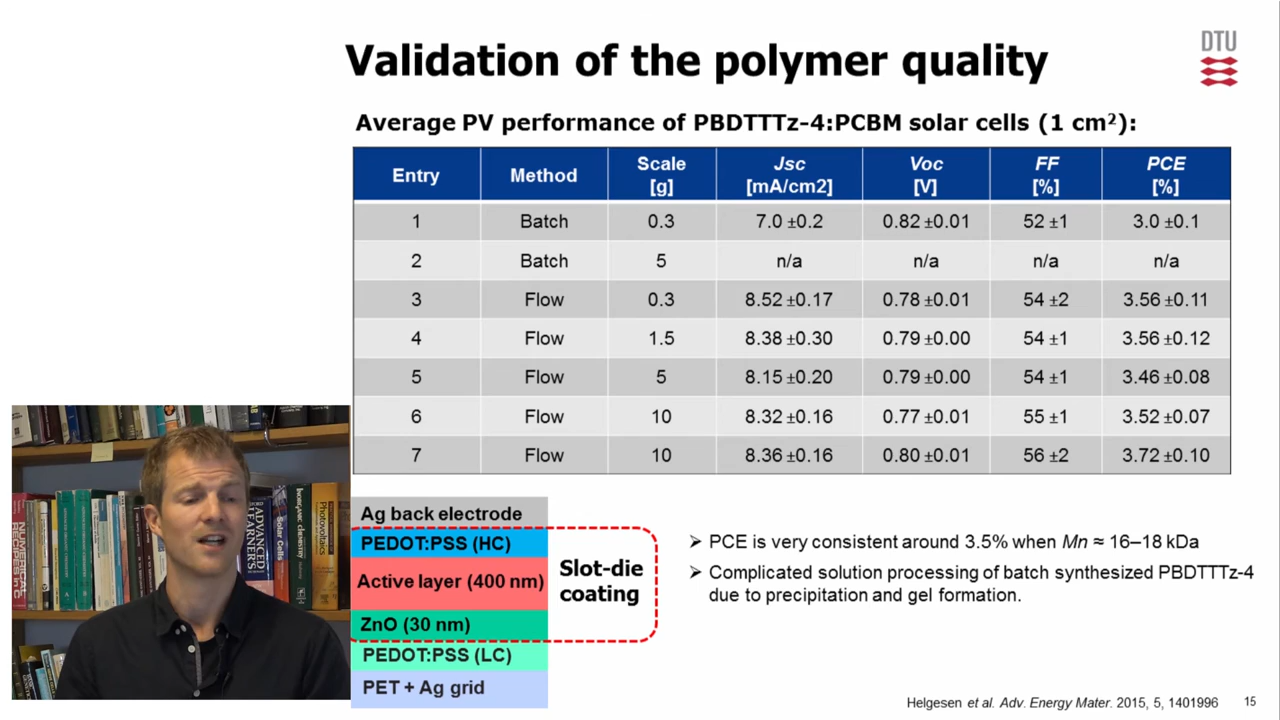 Validation of the polymer quality
DTU
Average PV performance of PBDTTTz-4:PCBM solar cells (1 cm²):
Entry Method Scale [g] Jsc [mA/cm2] Voc [V] FF [%] PCE [%]
1 Batch 0.3 7.0 ±0.2 0.82 ±0.01 52 ±1 3.0 ±0.1
2 Batch 5 n/a n/a n/a n/a
3 Flow 0.3 8.52 ±0.17 0.78 ±0.01 54 ±2 3.56 ±0.11
4 Flow 1.5 8.38 ±0.30 0.79 ±0.00 54 ±1 3.56 ±0.12
5 Flow 5 8.15 ±0.20 0.79 ±0.00 54 ±1 3.46 ±0.08
6 Flow 10 8.32 ±0.16 0.77 ±0.01 55 ±1 3.52 ±0.07
7 Flow 10 8.36 ±0.16 0.80 ±0.01 56 ±2 3.72 ±0.10
Ag back electrode
PEDOT:PSS (HC)
Active layer (400 nm)
ZnO (30 nm)
PEDOT:PSS (LC)
PET + Ag grid
Slot-die
coating
➢ PCE is very consistent around 3.5% when Mn ≈ 16–18 kDa
➢ Complicated solution processing of batch synthesized PBDTTTz-4
due to precipitation and gel formation.
Helgesen et al. Adv. Energy Mater. 2015, 5, 1401996
15
NUMERICAL RECIPES
ADVANCED LEARNER'S
Solar Cells
INORGANIC CHEMISTRY
Photovoltaics